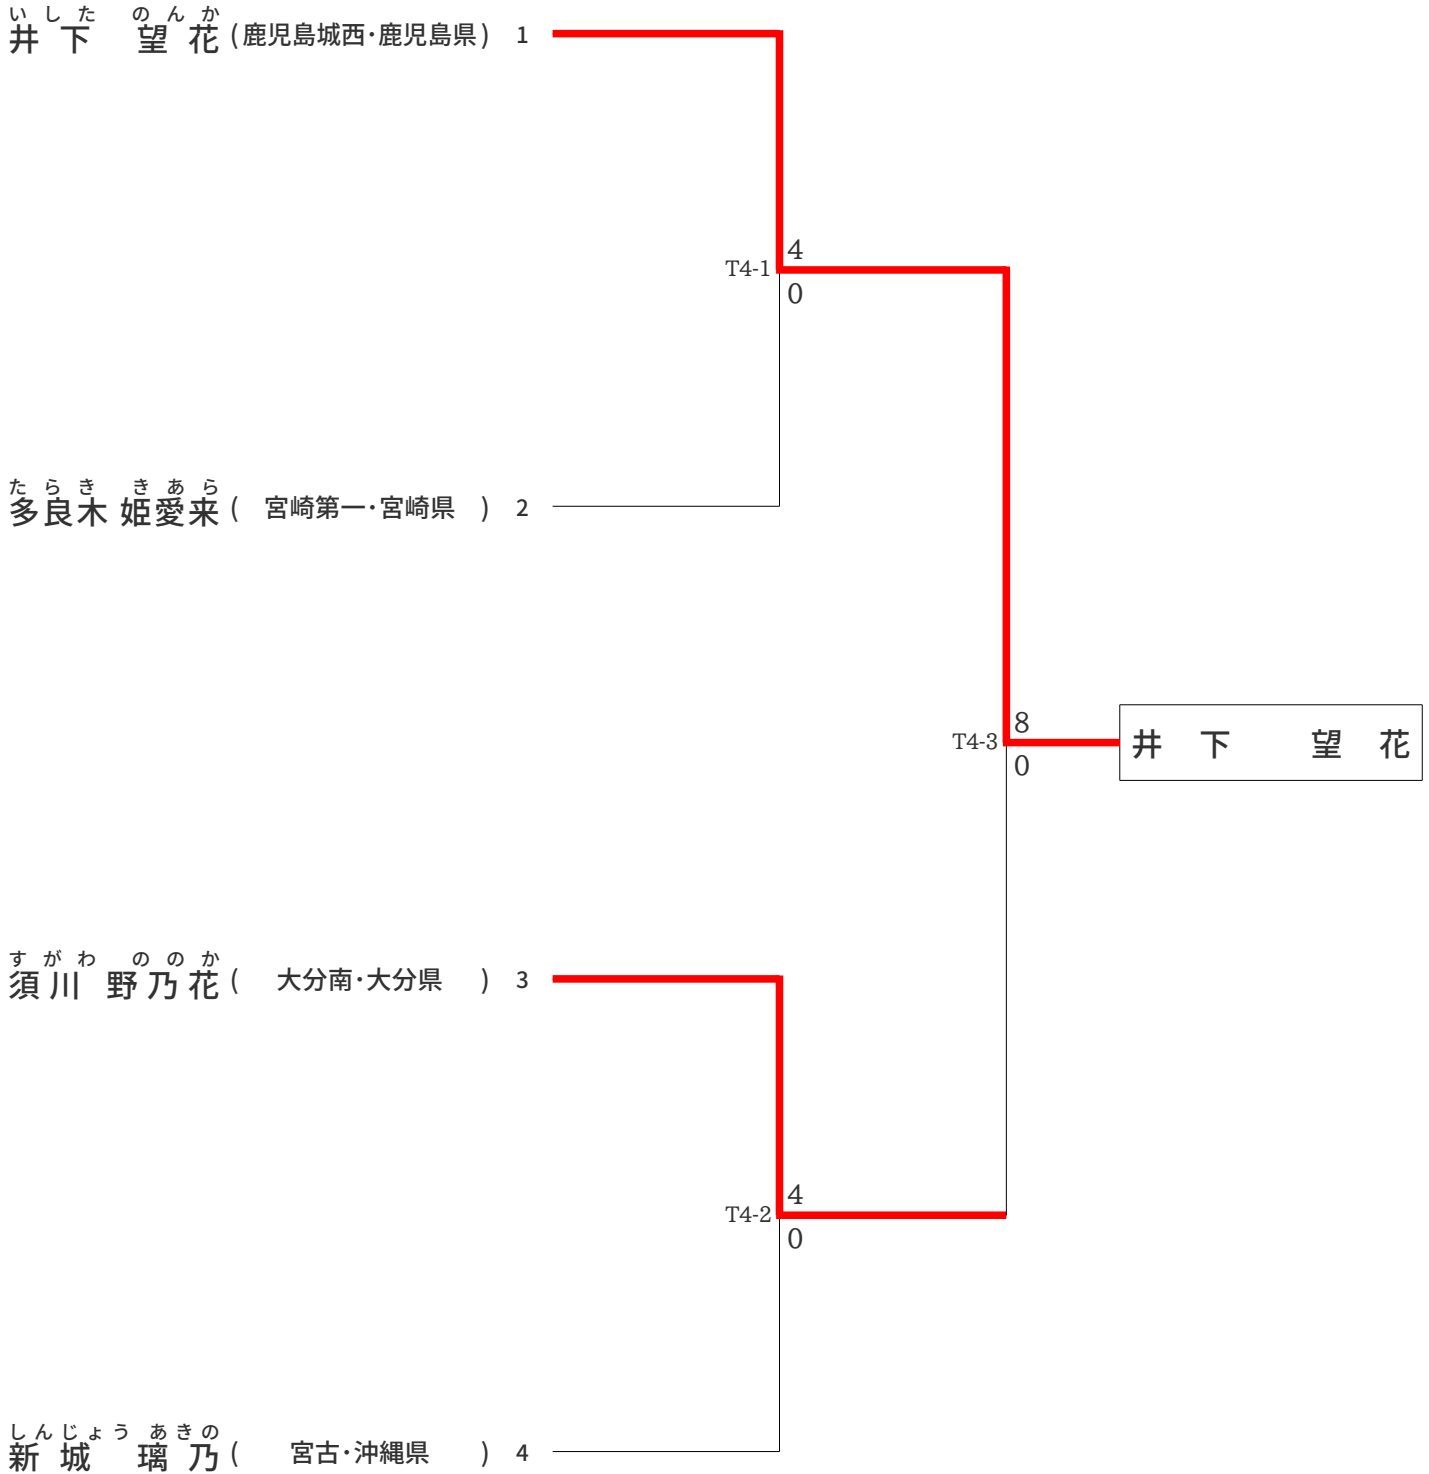 いした のんか
井下 望花 (鹿児島城西･鹿児島県) 1
4
T4-1
0
たらき きあら
多良木 姫愛来 ( 宮崎第一･宮崎県 ) 2
8
T4-3 井下 望花
0
すがわ ののか
須川 野乃花 ( 大分南･大分県 ) 3
4
T4-2
0
しんじょう あきの
新城 璃乃 ( 宮古･沖縄県 ) 4